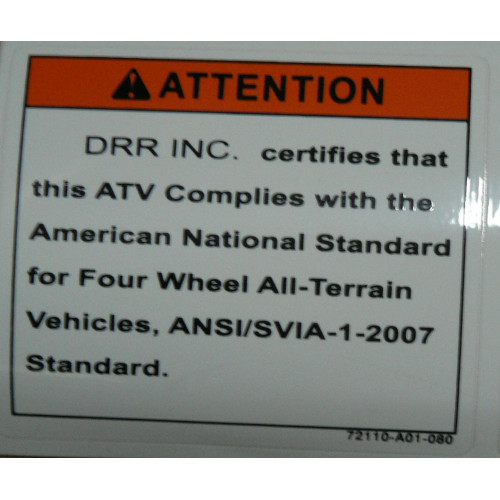 ATTENTION
DRR INC. certifies that
this ATV Complies with the
American National Standard
for Four Wheel All-Terrain
Vehicles, ANSI/SVIA-1-2007
Standard.
72110-A01-080